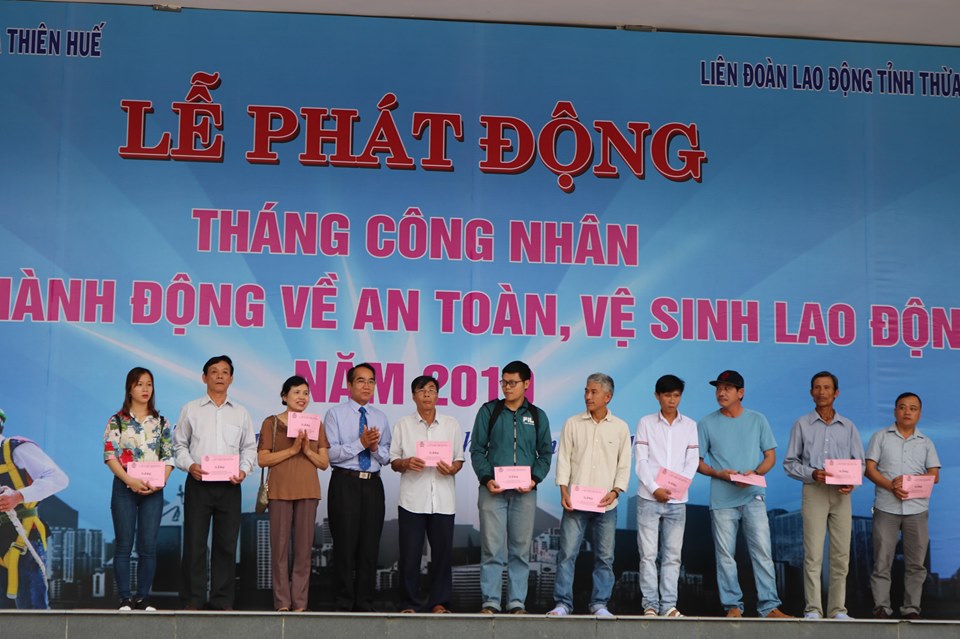 THIÊN HUẾ
LIÊN ĐOÀN LAO ĐỘNG TỈNH THỪA
LỄ PHÁT ĐỘNG
THÁNG CÔNG NHÂN
HÀNH ĐỘNG VỀ AN TOÀN, VỆ SINH LAO ĐỘN
NĂM 2019